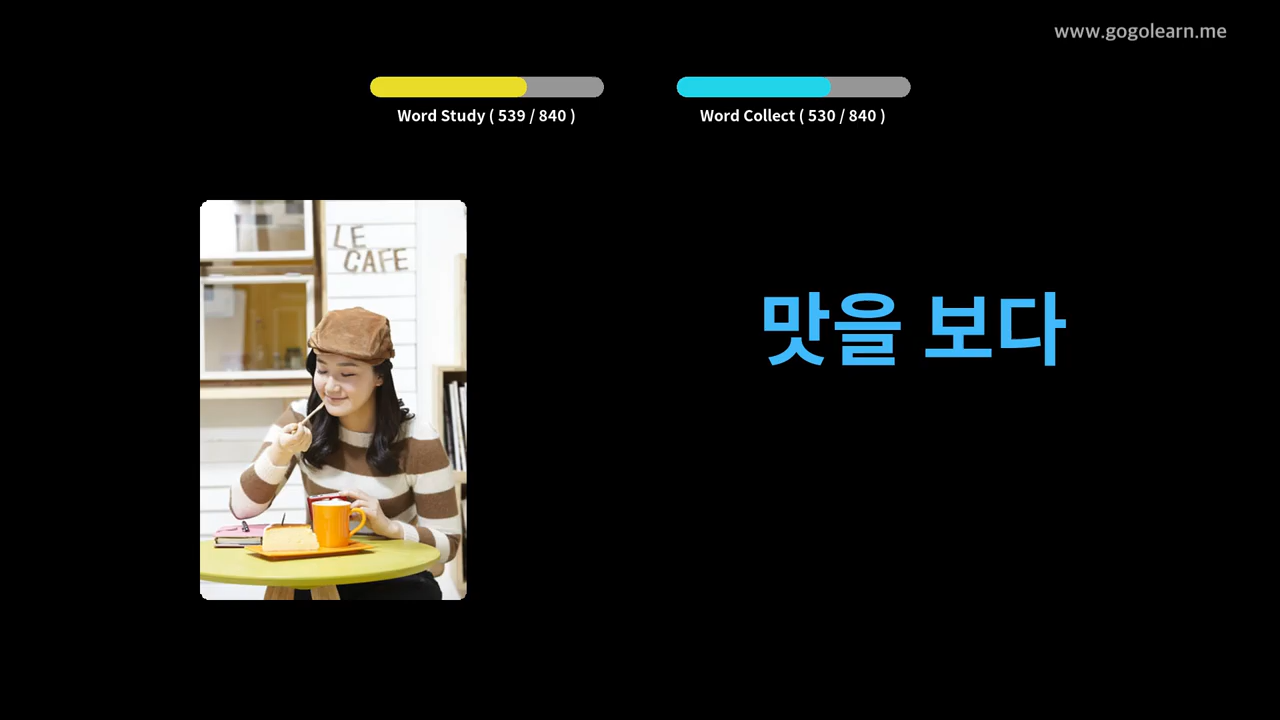 www.gogolearn.me
Word Study ( 539 / 840 )
Word Collect ( 530 / 840 )
LE
CAFE
맛을 보다